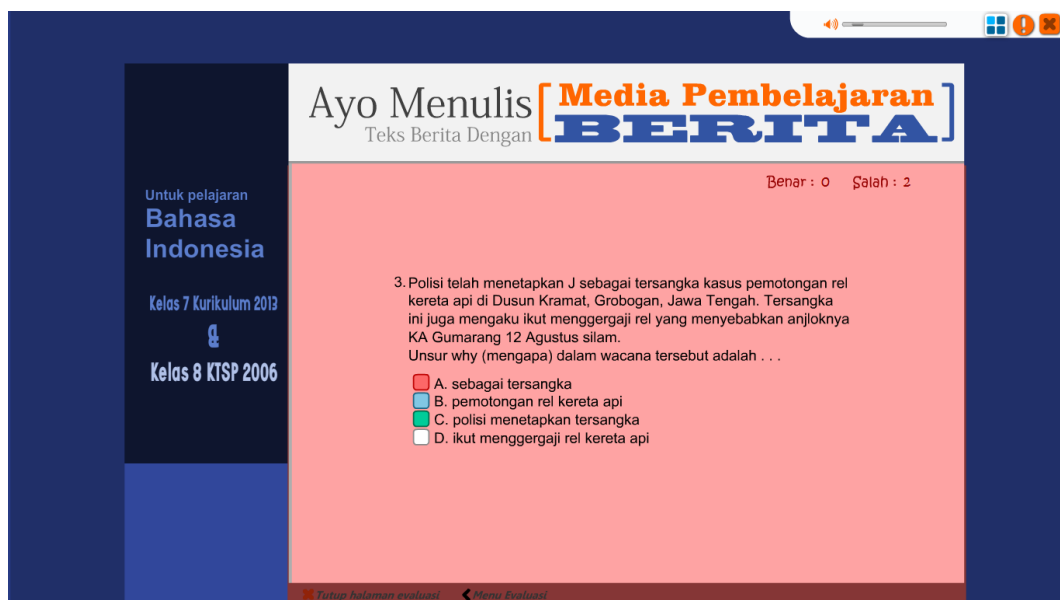 Ayo Menulis
Teks Berita Dengan
Media Pembelajaran
BERITA
Untuk pelajaran
Bahasa
Indonesia
Kelas 7 Kurikulum 2013
&
Kelas 8 KTSP 2006
Benar : 0 Salah : 2
3. Polisi telah menetapkan J sebagai tersangka kasus pemotongan rel
kereta api di Dusun Kramat, Grobogan, Jawa Tengah. Tersangka
ini juga mengaku ikut menggergaji rel yang menyebabkan anjloknya
KA Gumarang 12 Agustus silam.
Unsur why (mengapa) dalam wacana tersebut adalah . . .
A. sebagai tersangka
B. pemotongan rel kereta api
C. polisi menetapkan tersangka
D. ikut menggergaji rel kereta api
Tutup halaman evaluasi Menu Evaluasi